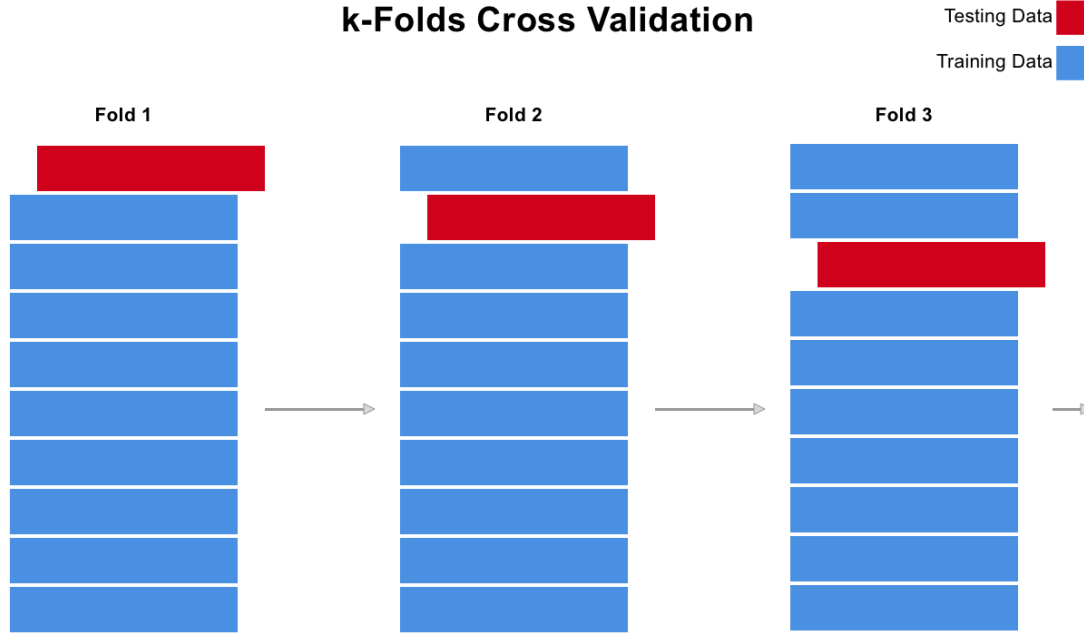 k-Folds Cross Validation
Testing Data
Training Data
Fold 1
Fold 2
Fold 3